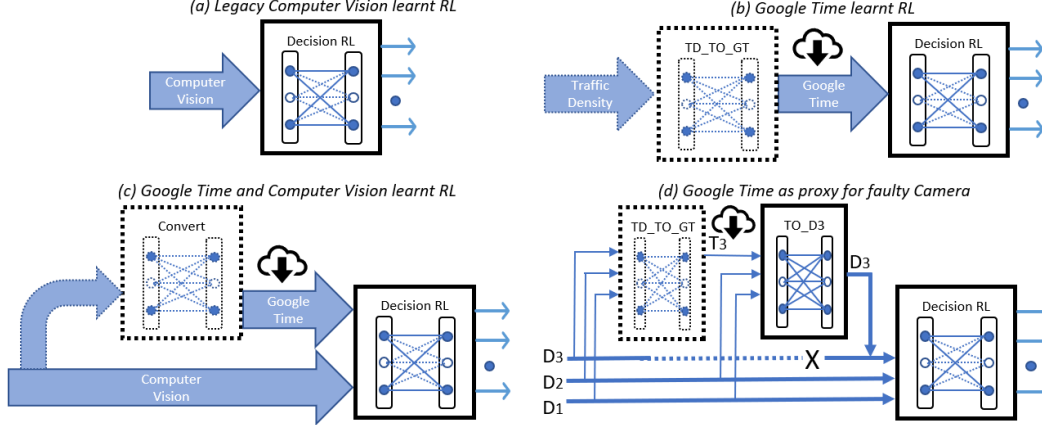 (a) Legacy Computer Vision learnt RL
Decision RL
Computer
Vision
(b) Google Time learnt RL
TD_TO_GT
Decision RL
Traffic
Density
Google
Time
(c) Google Time and Computer Vision learnt RL
Convert
Google
Time
Decision RL
Computer
Vision
(d) Google Time as proxy for faulty Camera
TD_TO_GT
T3
TO_D3
D3
Decision RL
D3
X
D2
D1